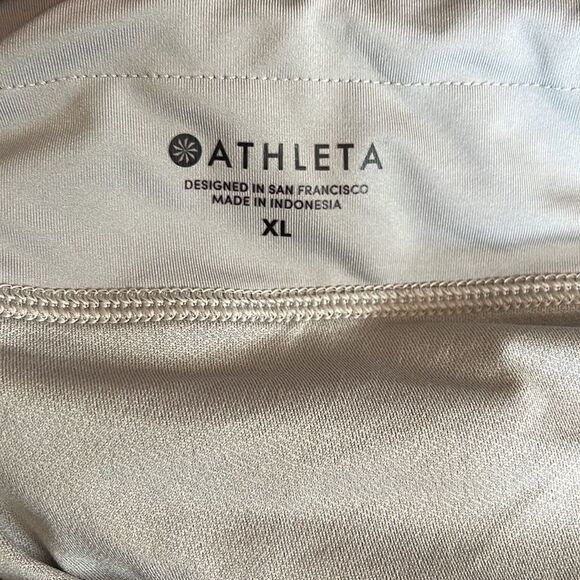 ATHLETA
DESIGNED IN SAN FRANCISCO
MADE IN INDONESIA
XL